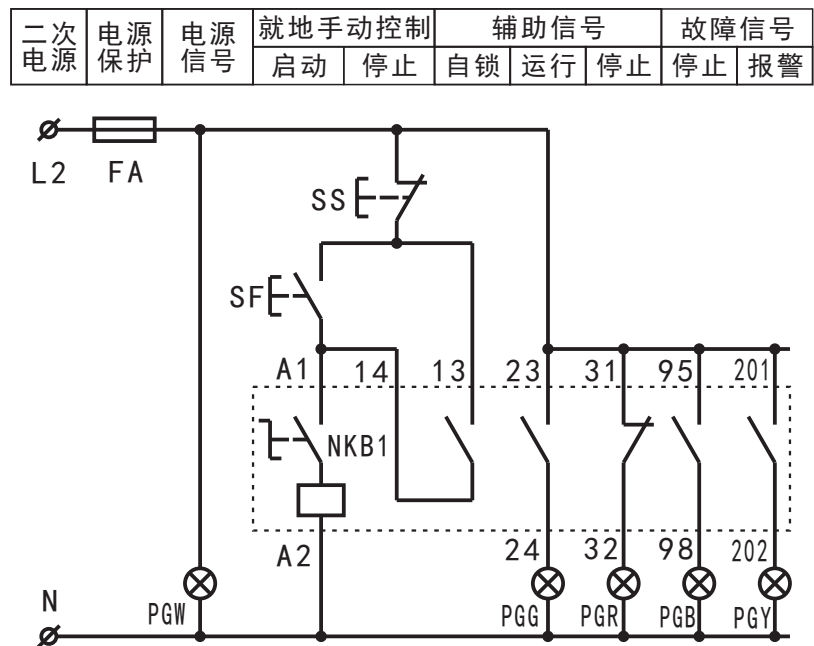 二次电源 电源保护 电源信号 就地手动控制 辅助信号 故障信号
启动 停止 自锁 运行 停止 停止 报警
L2 FA
SS
SF
A1 14 13 23 31 95 201
NKB1
A2 24 32 98 202
N PGW PGG PGR PGB PGY